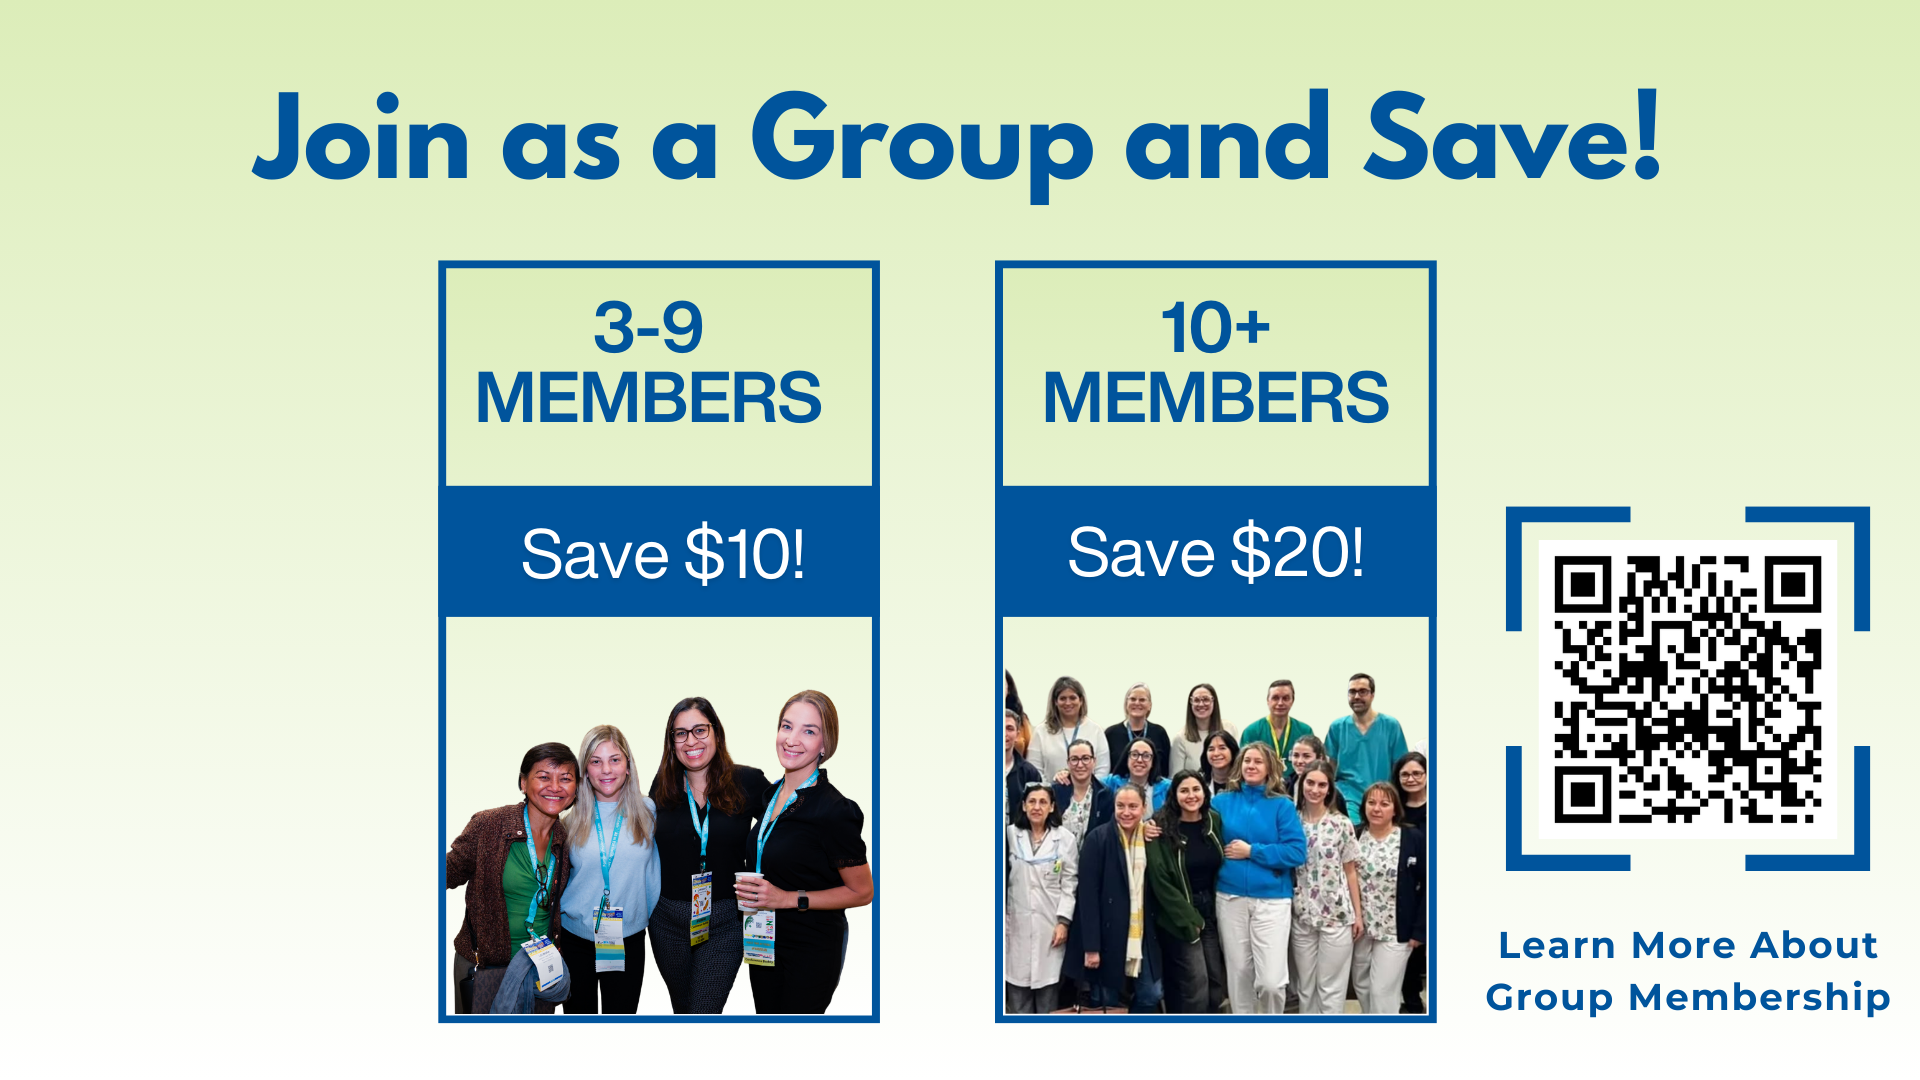 Join as a Group and Save!
3-9
MEMBERS
Save $10!
10+
MEMBERS
Save $20!
Learn More About
Group Membership